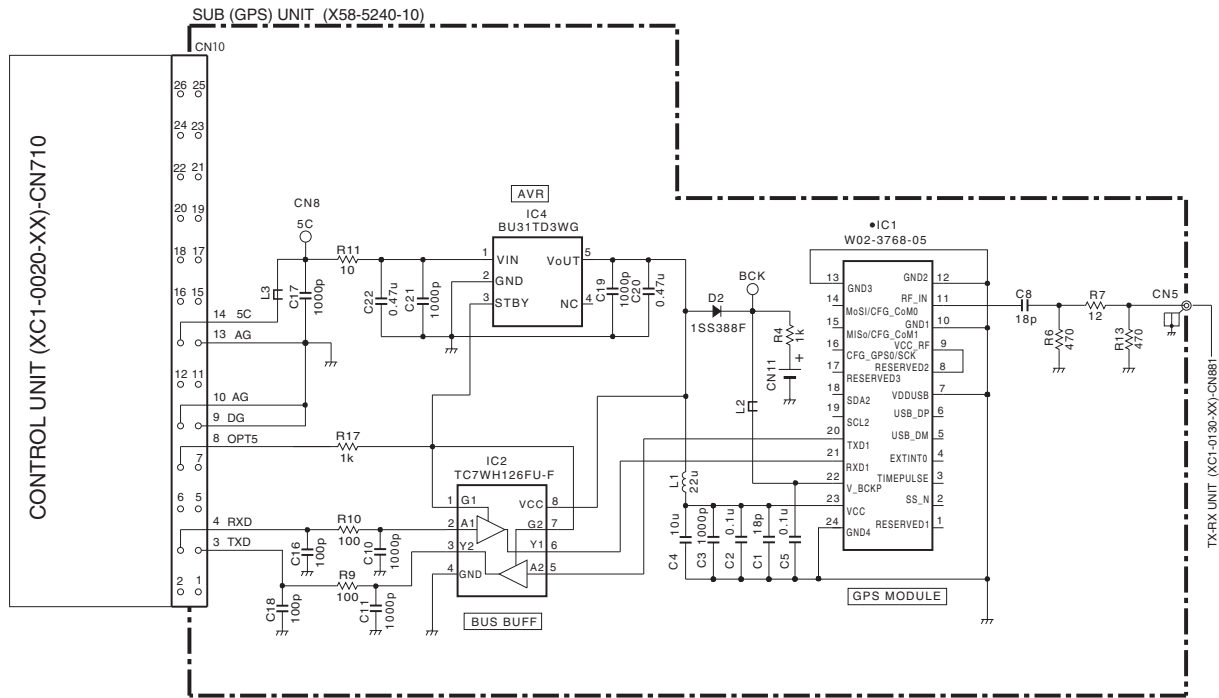 SUB (GPS) UNIT (X58-5240-10)
CN10
CONTROL UNIT (XC1-0020-XX)-CN710
26 25
24 23
22 21
20 19
18 17
16 15
14 5C
13 AG
12 11
10 AG
9 DG
8 OPT5
7
6 5
4 RXD
3 TXD
2 1
CN8
5C
L3
C17
1000p
R11
10
C22
0.47u
C21
1000p
AVR
IC4
BU31TD3WG
1 VIN
2 GND
3 STBY
VoUT 5
NC 4
C19
1000p
C20
0.47u
D2
1SS388F
BCK
R4
1k
CN11
+
L2
R17
1k
IC2
TC7WH126FU-F
1 G1
2 A1
3 Y2
4 GND
VCC 8
G2 7
Y1 6
A2 5
BUS BUFF
R10
100
C16
100p
C10
1000p
R9
100
C18
100p
C11
1000p
L1
22u
C4
10u
C3
1000p
C2
0.1u
C1
18p
C5
0.1u
IC1
W02-3768-05
13 GND3
14 MoSI/CFG_CoM0
15 MISo/CFG_CoM1
16 CFG_GPS0/SCK
17 RESERVED3
18 SDA2
19 SCL2
20 TXD1
21 RXD1
22 V_BCKP
23 VCC
24 GND4
GND2 12
RF_IN 11
GND1 10
VCC_RF 9
RESERVED2 8
VDDUSB 7
USB_DP 6
USB_DM 5
EXTINT0 4
TIMEPULSE 3
SS_N 2
RESERVED1 1
GPS MODULE
C8
18p
R6
470
R7
12
R13
470
CN5
TX-RX UNIT (XC1-0130-XX)-CN881